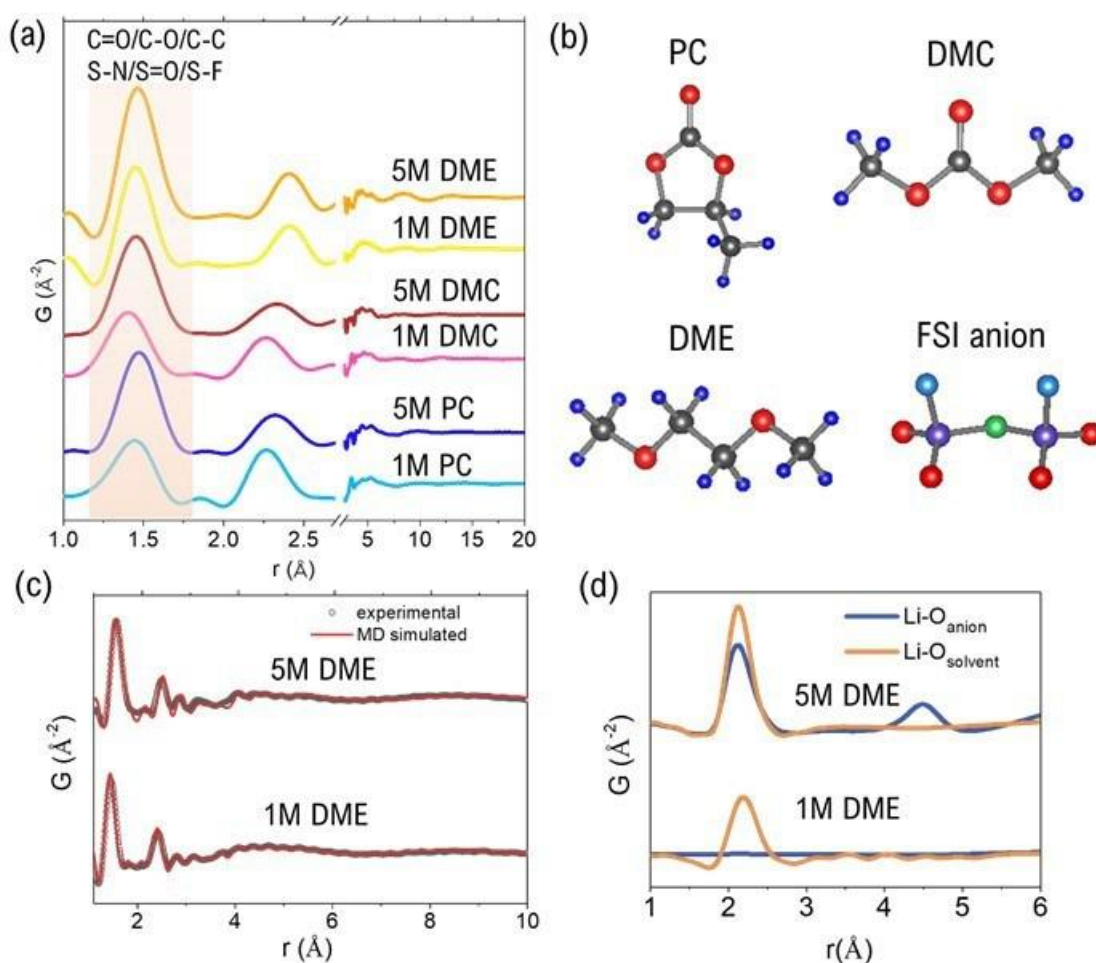 (a)
C=O/C-O/C-C
S-N/S=O/S-F
5M DME
1M DME
5M DMC
1M DMC
5M PC
1M PC
G (Å⁻²)
1.0 1.5 2.0 2.5 5 10 15 20
r (Å)
(b)
PC DMC
DME FSI anion
(c)
experimental
MD simulated
5M DME
1M DME
G (Å⁻²)
2 4 6 8 10
r (Å)
(d)
Li-Oanion
Li-Osolvent
5M DME
1M DME
G (Å⁻²)
1 2 3 4 5 6
r(Å)